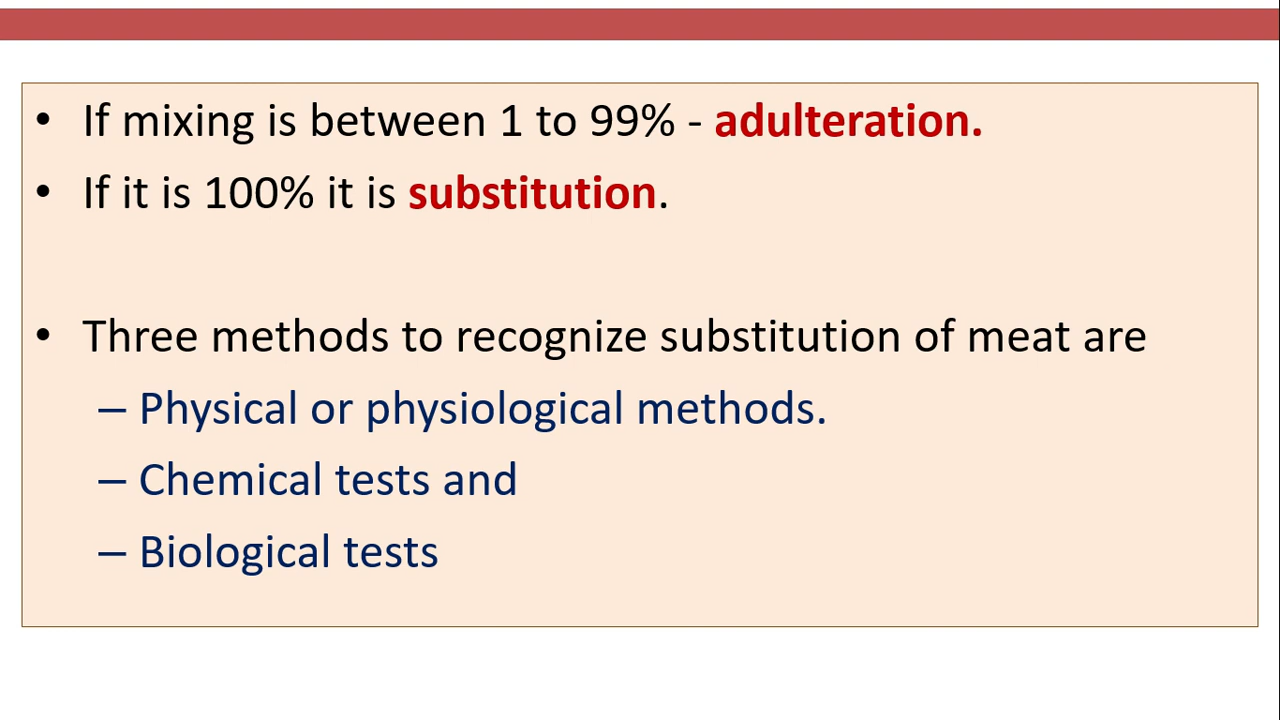 • If mixing is between 1 to 99% - adulteration.
• If it is 100% it is substitution.
• Three methods to recognize substitution of meat are
– Physical or physiological methods.
– Chemical tests and
– Biological tests